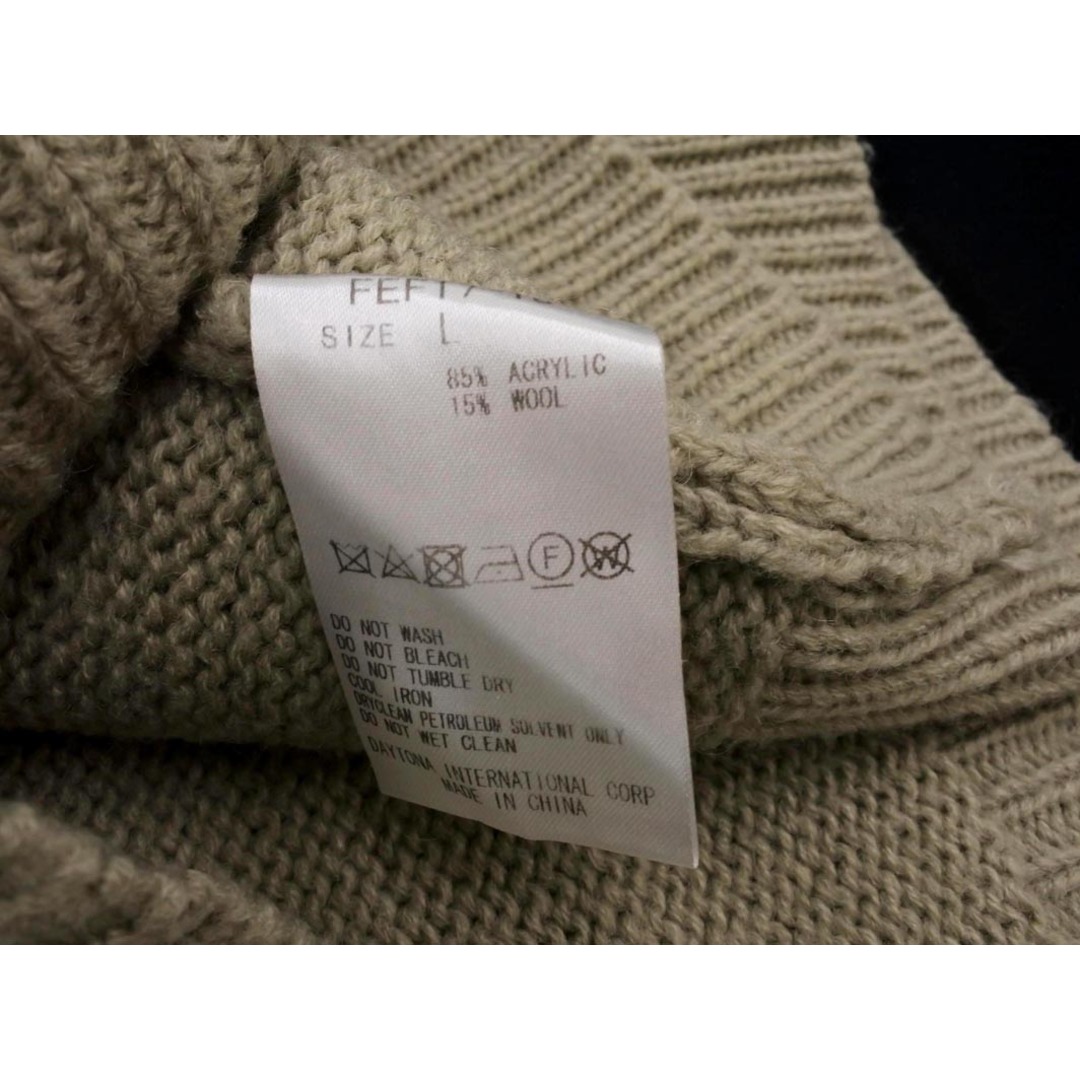 SIZE L
85% ACRYLIC
15% WOOL
F
W
DO NOT WASH
DO NOT BLEACH
DO NOT TUMBLE DRY
COOL IRON
DRYCLEAN PETROLEUM SOLVENT ONLY
DO NOT WET CLEAN
DAYTONA INTERNATIONAL CORP
MADE IN CHINA